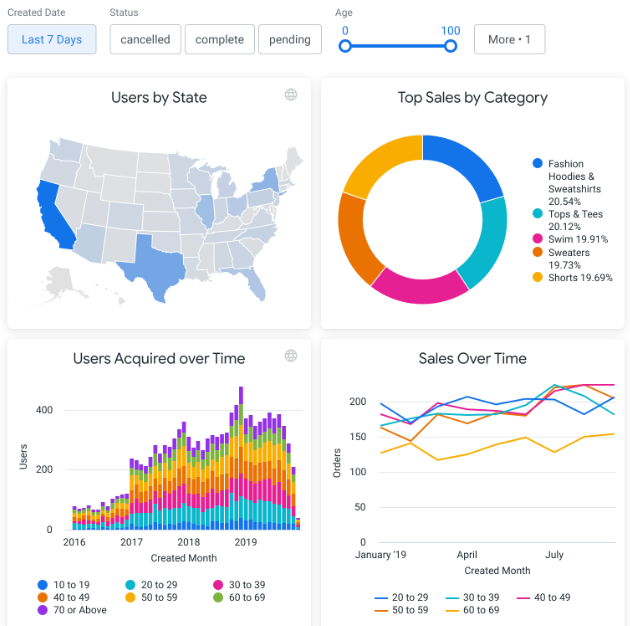 Created Date
Status
Age
Last 7 Days
cancelled
complete
pending
0
100
More • 1
Users by State
Top Sales by Category
Fashion
Hoodies &
Sweatshirts
20.54%
Tops & Tees
20.12%
Swim 19.91%
Sweaters
19.73%
Shorts 19.69%
Users Acquired over Time
Users
400
200
0
2016
2017
2018
2019
Created Month
10 to 19
20 to 29
30 to 39
40 to 49
50 to 59
60 to 69
70 or Above
Sales Over Time
Orders
200
150
100
50
0
January '19
April
July
Created Month
20 to 29
30 to 39
40 to 49
50 to 59
60 to 69